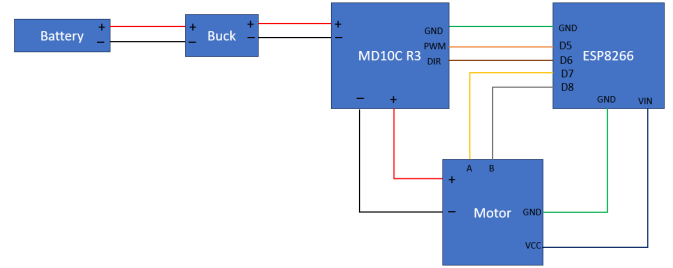 Battery
+
−
+
−
Buck
+
−
+
−
MD10C R3
GND
PWM
DIR
−
+
GND
D5
D6
D7
D8
ESP8266
GND
VIN
A
B
+
−
Motor
GND
VCC